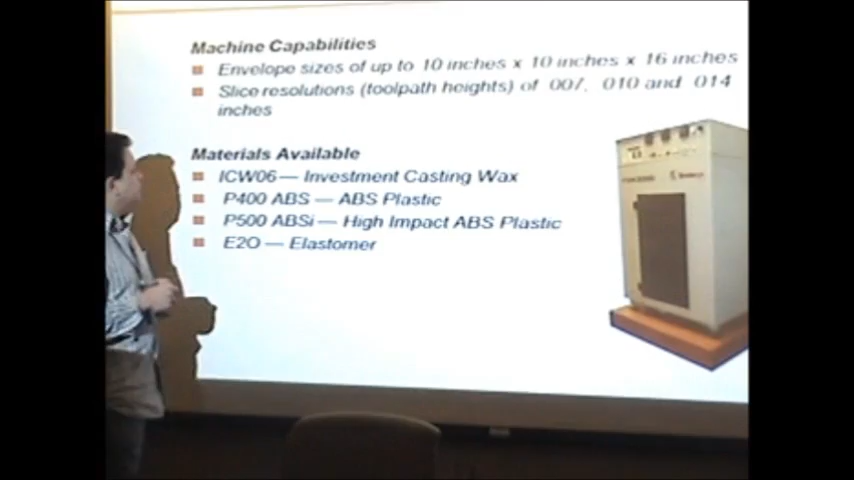 Machine Capabilities
Envelope sizes of up to 10 inches x 10 inches x 16 inches
Slice resolutions (toolpath heights) of .007, .010 and .014
inches
Materials Available
ICW06 — Investment Casting Wax
P400 ABS — ABS Plastic
P500 ABSi — High Impact ABS Plastic
E20 — Elastomer